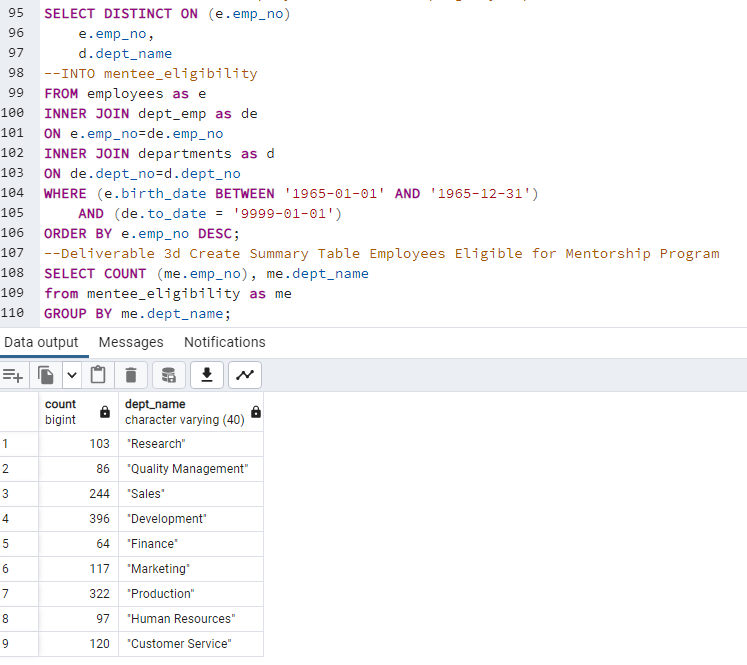 95 SELECT DISTINCT ON (e.emp_no)
96 e.emp_no,
97 d.dept_name
98 --INTO mentee_eligibility
99 FROM employees as e
100 INNER JOIN dept_emp as de
101 ON e.emp_no=de.emp_no
102 INNER JOIN departments as d
103 ON de.dept_no=d.dept_no
104 WHERE (e.birth_date BETWEEN '1965-01-01' AND '1965-12-31')
105 AND (de.to_date = '9999-01-01')
106 ORDER BY e.emp_no DESC;
107 --Deliverable 3d Create Summary Table Employees Eligible for Mentorship Program
108 SELECT COUNT (me.emp_no), me.dept_name
109 from mentee_eligibility as me
110 GROUP BY me.dept_name;
Data output Messages Notifications
count dept_name
bigint character varying (40)
1 103 "Research"
2 86 "Quality Management"
3 244 "Sales"
4 396 "Development"
5 64 "Finance"
6 117 "Marketing"
7 322 "Production"
8 97 "Human Resources"
9 120 "Customer Service"